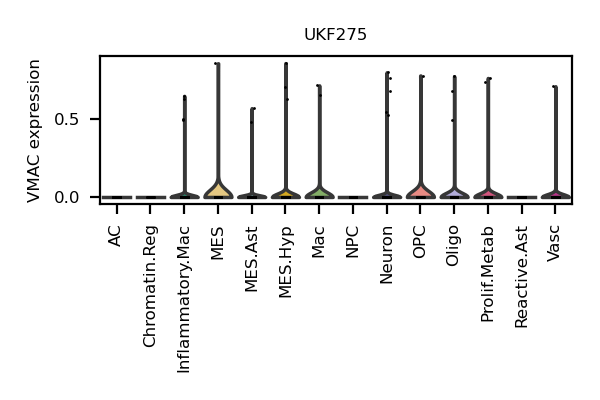 UKF275
VMAC expression
0.5
0.0
AC
Chromatin.Reg
Inflammatory.Mac
MES
MES.Ast
MES.Hyp
Mac
NPC
Neuron
OPC
Oligo
Prolif.Metab
Reactive.Ast
Vasc